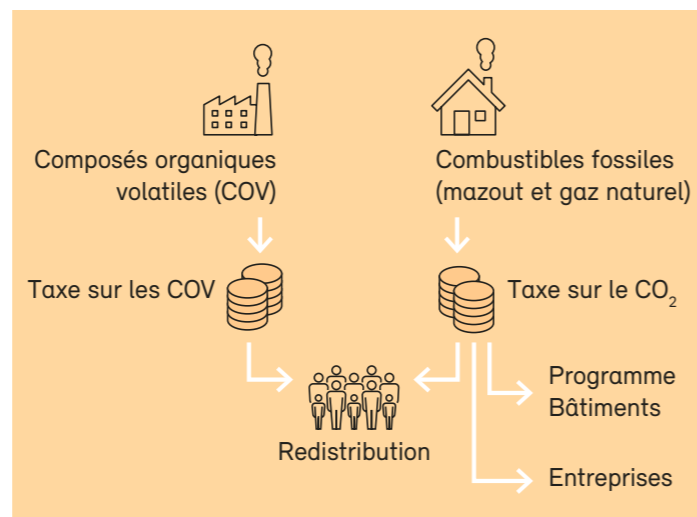 Composés organiques
volatiles (COV)
Combustibles fossiles
(mazout et gaz naturel)
Taxe sur les COV
Taxe sur le CO₂
Redistribution
Programme
Bâtiments
Entreprises